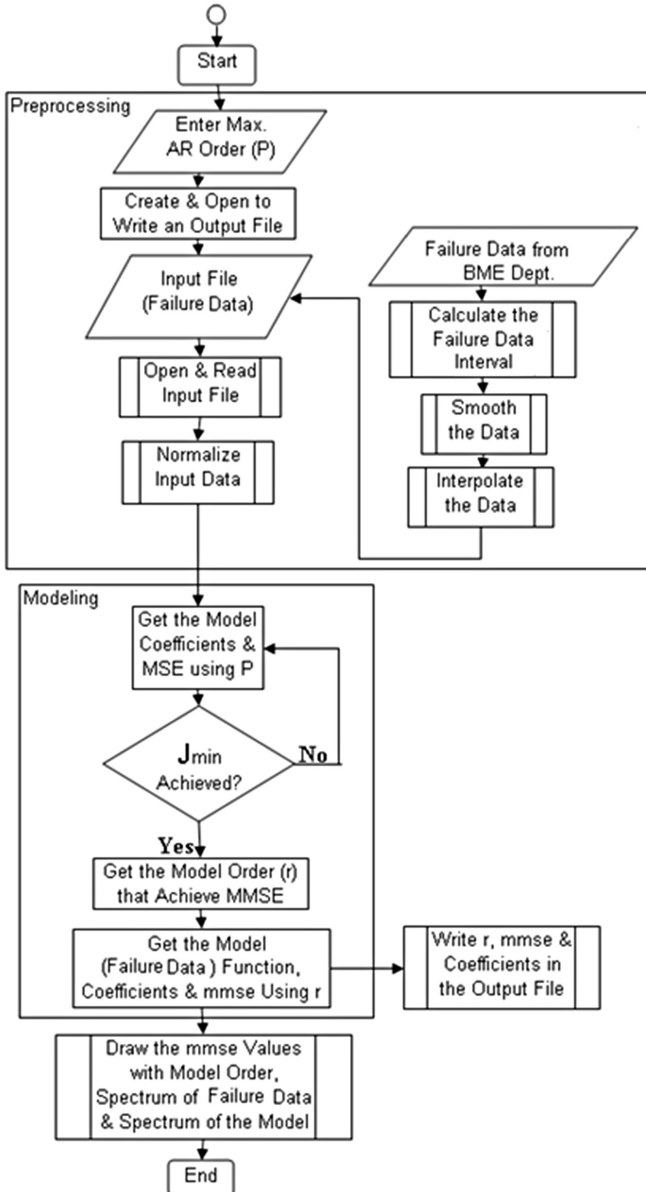 Start
Preprocessing
Enter Max.
AR Order (P)
Create & Open to
Write an Output File
Input File
(Failure Data)
Open & Read
Input File
Normalize
Input Data
Failure Data from
BME Dept.
Calculate the
Failure Data
Interval
Smooth
the Data
Interpolate
the Data
Modeling
Get the Model
Coefficients &
MSE using P
Jmin
Achieved?
No
Yes
Get the Model Order (r)
that Achieve MMSE
Get the Model
(Failure Data) Function,
Coefficients & mmse Using r
Write r, mmse &
Coefficients in
the Output File
Draw the mmse Values
with Model Order,
Spectrum of Failure Data
& Spectrum of the Model
End